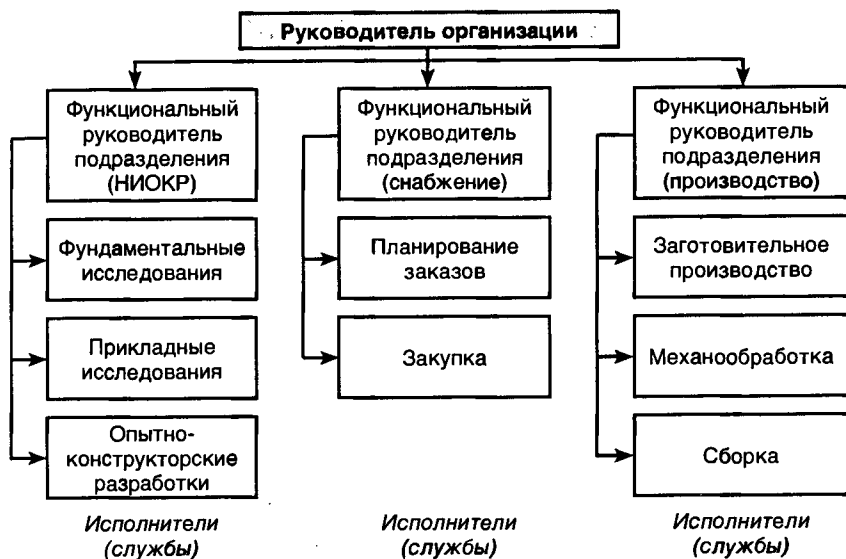 Руководитель организации
Функциональный
руководитель
подразделения
(НИОКР)
Фундаментальные
исследования
Прикладные
исследования
Опытно-
конструкторские
разработки
Исполнители
(службы)
Функциональный
руководитель
подразделения
(снабжение)
Планирование
заказов
Закупка
Исполнители
(службы)
Функциональный
руководитель
подразделения
(производство)
Заготовительное
производство
Механообработка
Сборка
Исполнители
(службы)